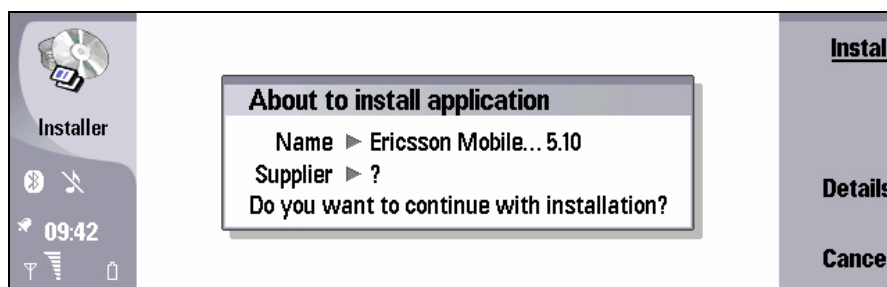 Installer
09:42
About to install application
Name ▶ Ericsson Mobile... 5.10
Supplier ▶ ?
Do you want to continue with installation?
Instal
Details
Cance